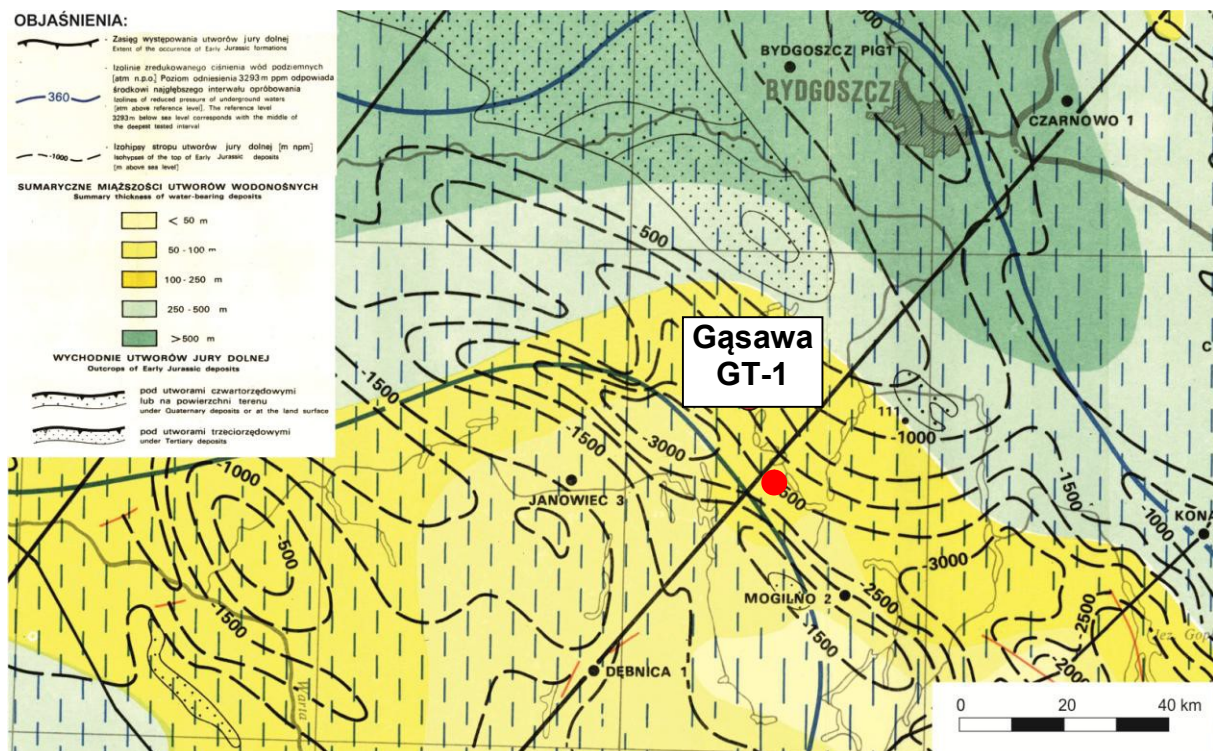 OBJAŚNIENIA:
Zasięg występowania utworów jury dolnej
Extent of the occurence of Early Jurassic formations
360
Izolinie zredukowanego ciśnienia wód podziemnych
[atm n.p.o.] Poziom odniesienia 3293 m ppm odpowiada
środkowi najgłębszego interwału opróbowania
Izolines of reduced pressure of underground waters
[atm above reference level]. The reference level
3293 m below sea level corresponds with the middle of
the deepest tested interval
-1000
Izohipsy stropu utworów jury dolnej [m npm]
Isohypses of the top of Early Jurassic deposits
[m above sea level]
SUMARYCZNE MIĄŻSZOŚCI UTWORÓW WODONOŚNYCH
Summary thickness of water-bearing deposits
< 50 m
50 - 100 m
100 - 250 m
250 - 500 m
> 500 m
WYCHODNIE UTWORÓW JURY DOLNEJ
Outcrops of Early Jurassic deposits
pod utworami czwartorzędowymi
lub na powierzchni terenu
under Quaternary deposits or at the land surface
pod utworami trzeciorzędowymi
under Tertiary deposits
BYDGOSZCZ PIG1
BYDGOSZCZ
CZARNOWO 1
-500
Gąsawa
GT-1
-1500
111
-1000
-1500
-3000
-1000
JANOWIEC 3
-1500
-1000
KONA
-500
-3000
MOGILNO 2
-2500
-2500
-1500
-1500
Jez Gop
2000
DĘBNICA 1
Warta
0 20 40 km